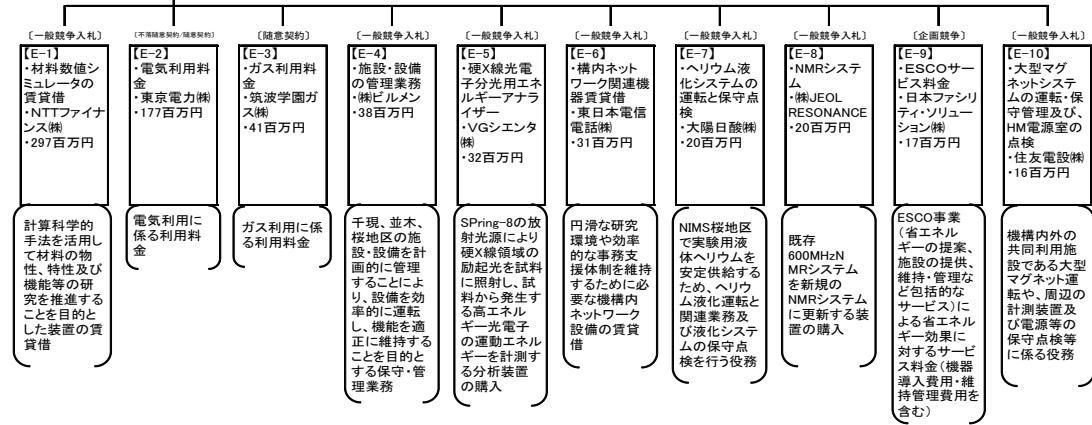 〔一般競争入札〕
【E-1】
・材料数値シ
ミュレータの
賃貸借
・NTTファイナ
ンス㈱
・297百万円
計算科学的
手法を活用し
て材料の物
性、特性及び
機能等の研
究を推進する
ことを目的と
した装置の賃
貸借
〔不落随意契約/随意契約〕
【E-2】
・電気利用料
金
・東京電力㈱
・177百万円
電気利用に
係る利用料
金
〔随意契約〕
【E-3】
・ガス利用料
金
・筑波学園ガ
ス㈱
・41百万円
ガス利用に係
る利用料金
〔一般競争入札〕
【E-4】
・施設・設備
の管理業務
・㈱ビルメン
・38百万円
千現、並木、
桜地区の施
設・設備を計
画的に管理
することによ
り、設備を効
率的に運転
し、機能を適
正に維持する
ことを目的と
する保守・管
理業務
〔一般競争入札〕
【E-5】
・硬X線光電
子分光用エネ
ルギーアナラ
イザー
・VGシエンタ
㈱
・32百万円
SPring-8の放
射光源により
硬X線領域の
励起光を試料
に照射し、試
料から発生す
る高エネル
ギー光電子
の運動エネル
ギーを計測す
る分析装置
の購入
〔一般競争入札〕
【E-6】
・構内ネット
ワーク関連機
器賃貸借
・東日本電信
電話㈱
・31百万円
円滑な研究
環境や効率
的な事務支
援体制を維持
するために必
要な機構内
ネットワーク
設備の賃貸
借
〔一般競争入札〕
【E-7】
・ヘリウム液
化システムの
運転と保守点
検
・大陽日酸㈱
・20百万円
NIMS桜地区
で実験用液
体ヘリウムを
安定供給する
ため、ヘリウ
ム液化運転と
関連業務及
び液化システ
ムの保守点
検を行う役務
〔一般競争入札〕
【E-8】
・NMRシステ
ム
・㈱JEOL
RESONANCE
・20百万円
既存
600MHzN
MRシステム
を新規の
NMRシステム
に更新する装
置の購入
〔企画競争〕
【E-9】
・ESCOサー
ビス料金
・日本ファシリ
ティ・ソリュー
ション㈱
・17百万円
ESCO事業
(省エネル
ギーの提案、
施設の提供、
維持・管理な
ど包括的な
サービス)に
よる省エネル
ギー効果に
対するサービ
ス料金(機器
導入費用・維
持管理費用を
含む)
〔一般競争入札〕
【E-10】
・大型マグ
ネットシステ
ムの運転・保
守管理及び、
HM電源室の
点検
・住友電設㈱
・16百万円
機構内外の
共同利用施
設である大型
マグネット運
転や、周辺の
計測装置及
び電源等の
保守点検等
に係る役務